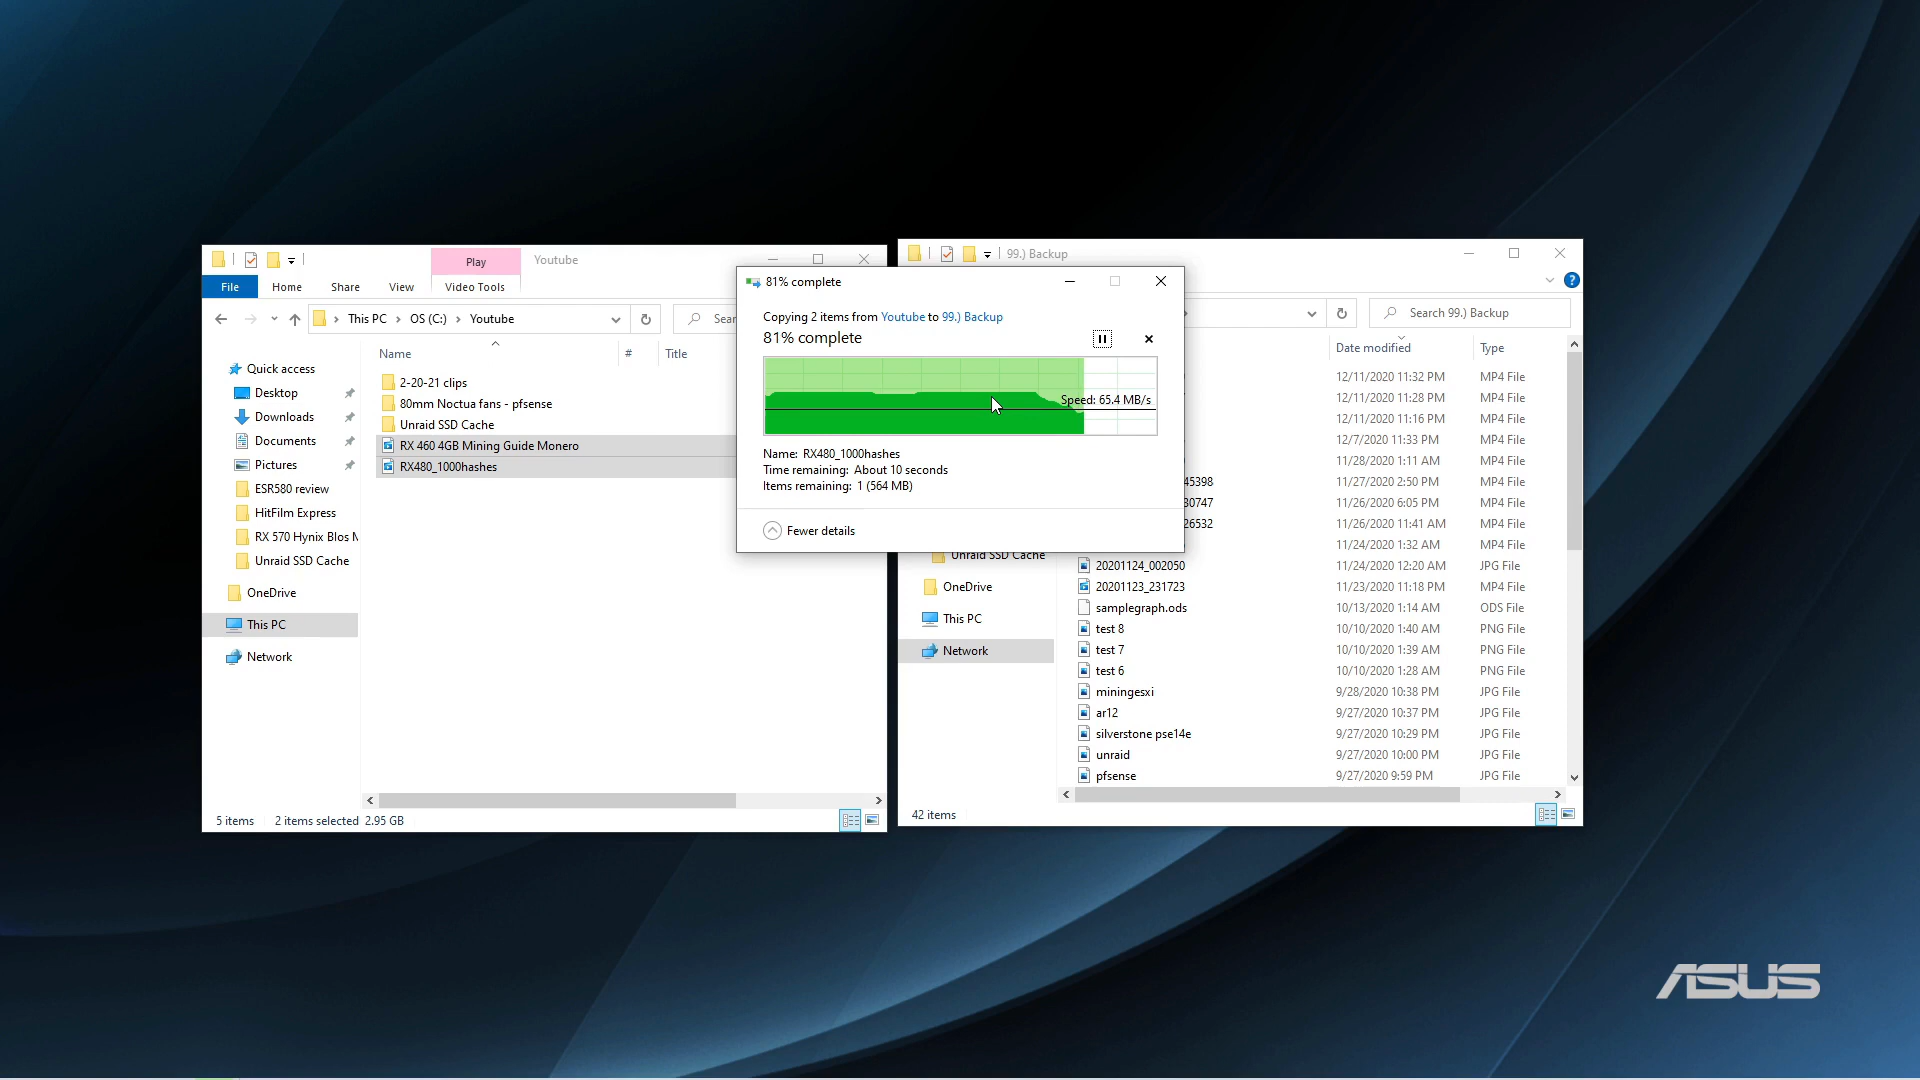 Play
Youtube
File
Home
Share
View
Video Tools
This PC
OS (C:)
Youtube
Name
#
Title
Quick access
Desktop
Downloads
Documents
Pictures
ESR580 review
HitFilm Express
RX 570 Hynix BIos
Unraid SSD Cache
OneDrive
This PC
Network
2-20-21 clips
80mm Noctua fans - pfsense
Unraid SSD Cache
RX 460 4GB Mining Guide Monero
RX480_1000hashes
5 items
2 items selected 2.95 GB
81% complete
Copying 2 items from Youtube to 99.) Backup
81% complete
Speed: 65.4 MB/s
Name: RX480_1000hashes
Time remaining: About 10 seconds
Items remaining: 1 (564 MB)
Fewer details
99.) Backup
Search 99.) Backup
Date modified
Type
12/11/2020 11:32 PM MP4 File
12/11/2020 11:28 PM MP4 File
12/11/2020 11:16 PM MP4 File
12/7/2020 11:33 PM MP4 File
11/28/2020 1:11 AM MP4 File
45398 11/27/2020 2:50 PM MP4 File
30747 11/26/2020 6:05 PM MP4 File
26532 11/26/2020 11:41 AM MP4 File
11/24/2020 1:32 AM MP4 File
20201124_002050 11/24/2020 12:20 AM JPG File
20201123_231723 11/23/2020 11:18 PM MP4 File
samplegraph.ods 10/13/2020 1:14 AM ODS File
test 8 10/10/2020 1:40 AM PNG File
test 7 10/10/2020 1:39 AM PNG File
test 6 10/10/2020 1:28 AM PNG File
miningesxi 9/28/2020 10:38 PM JPG File
ar12 9/27/2020 10:37 PM JPG File
silverstone pse14e 9/27/2020 10:29 PM JPG File
unraid 9/27/2020 10:00 PM JPG File
pfsense 9/27/2020 9:59 PM JPG File
Unraid SSD Cache
OneDrive
This PC
Network
42 items
ASUS